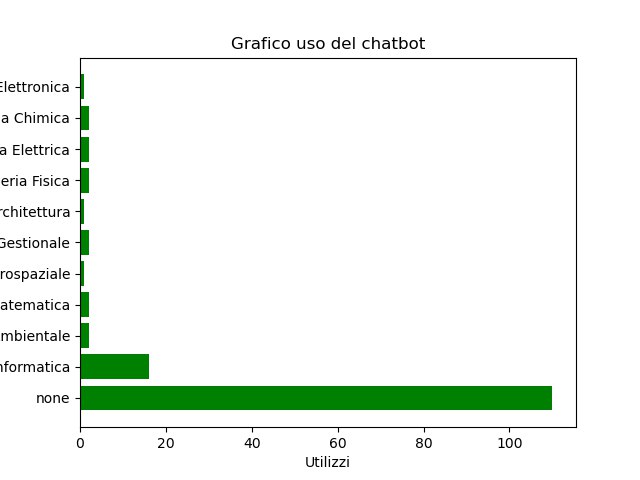 Grafico uso del chatbot
Elettronica
a Chimica
a Elettrica
eria Fisica
rchitettura
Gestionale
rospaziale
atematica
mbientale
nformatica
none
0 20 40 60 80 100
Utilizzi